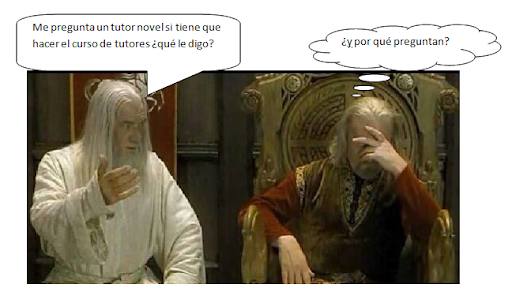 Me pregunta un tutor novel si tiene que
hacer el curso de tutores ¿qué le digo?
¿y por qué preguntan?